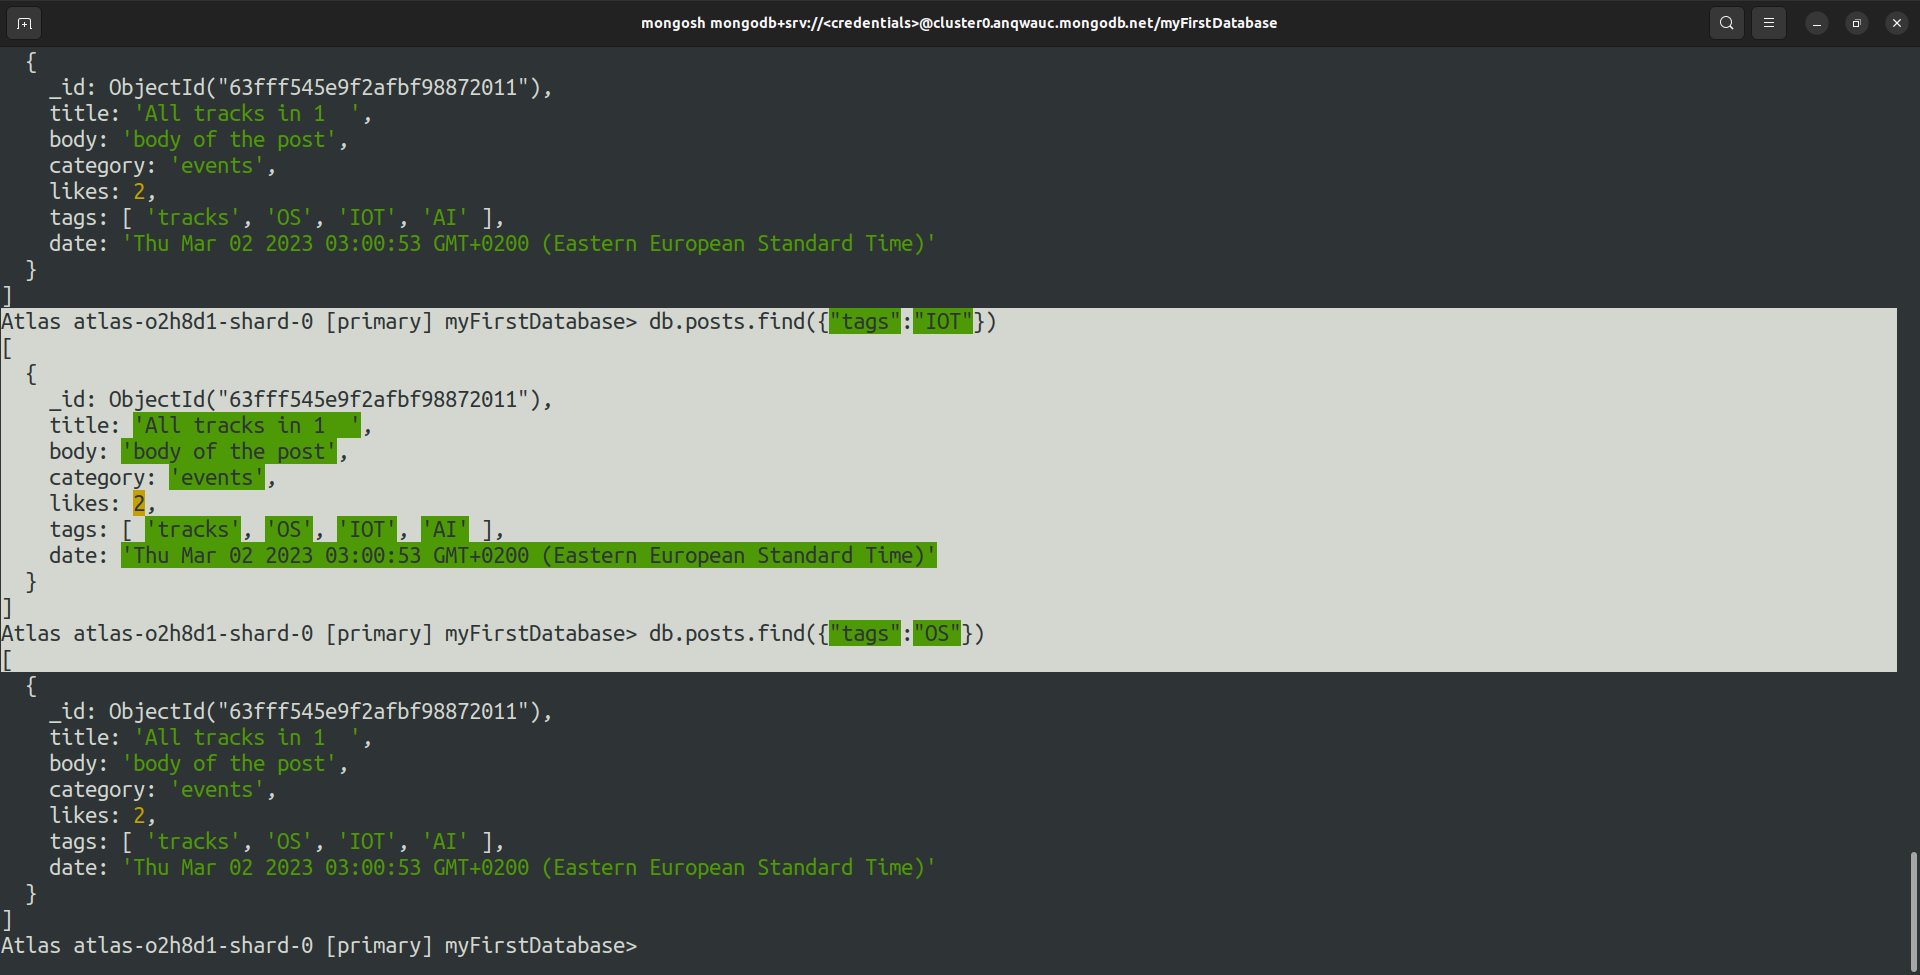 mongosh mongodb+srv://<credentials>@cluster0.anqwauc.mongodb.net/myFirstDatabase
  {
    _id: ObjectId("63fff545e9f2afbf98872011"),
    title: 'All tracks in 1  ',
    body: 'body of the post',
    category: 'events',
    likes: 2,
    tags: [ 'tracks', 'OS', 'IOT', 'AI' ],
    date: 'Thu Mar 02 2023 03:00:53 GMT+0200 (Eastern European Standard Time)'
  }
]
Atlas atlas-o2h8d1-shard-0 [primary] myFirstDatabase> db.posts.find({"tags":"IOT"})
[
  {
    _id: ObjectId("63fff545e9f2afbf98872011"),
    title: 'All tracks in 1  ',
    body: 'body of the post',
    category: 'events',
    likes: 2,
    tags: [ 'tracks', 'OS', 'IOT', 'AI' ],
    date: 'Thu Mar 02 2023 03:00:53 GMT+0200 (Eastern European Standard Time)'
  }
]
Atlas atlas-o2h8d1-shard-0 [primary] myFirstDatabase> db.posts.find({"tags":"OS"})
[
  {
    _id: ObjectId("63fff545e9f2afbf98872011"),
    title: 'All tracks in 1  ',
    body: 'body of the post',
    category: 'events',
    likes: 2,
    tags: [ 'tracks', 'OS', 'IOT', 'AI' ],
    date: 'Thu Mar 02 2023 03:00:53 GMT+0200 (Eastern European Standard Time)'
  }
]
Atlas atlas-o2h8d1-shard-0 [primary] myFirstDatabase>